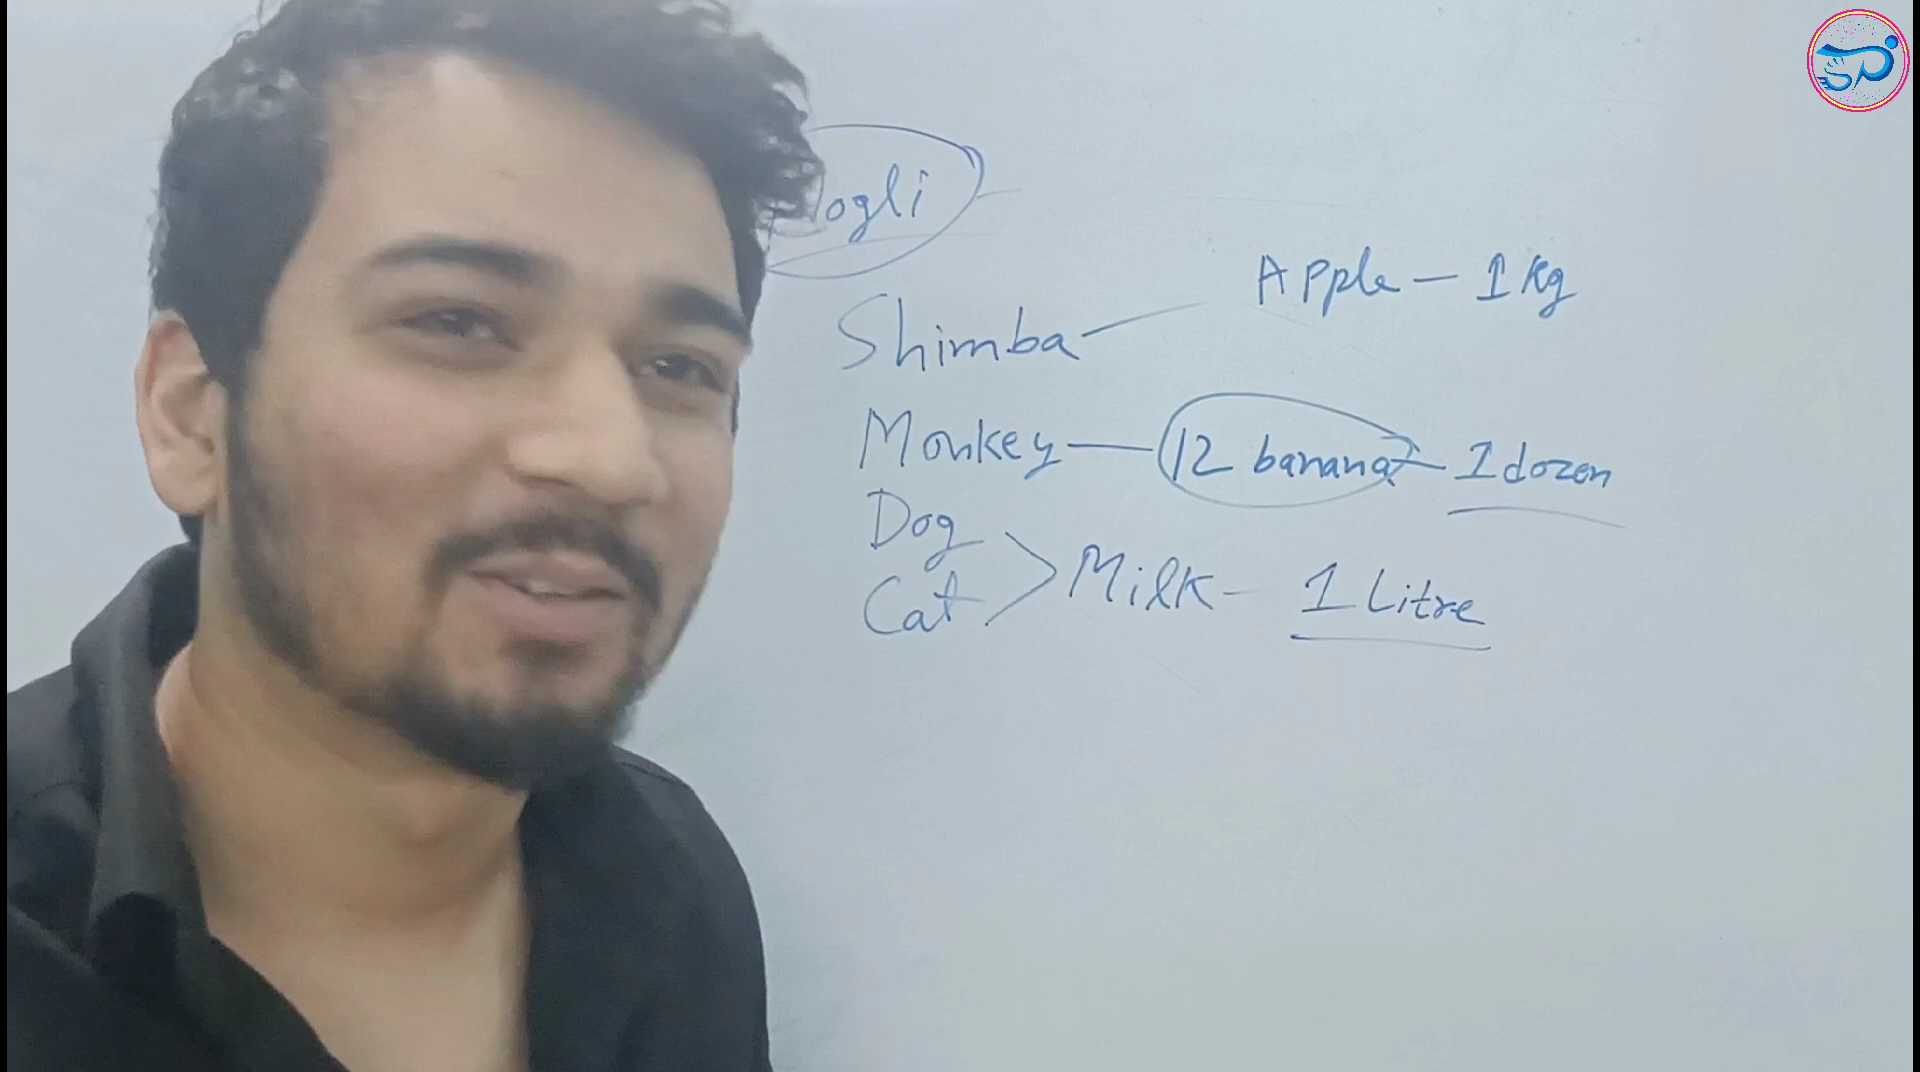 ogli
Shimba — Apple — 1 kg
Monkey — 12 bananas — 1 dozen
Dog
Cat > Milk - 1 Litre